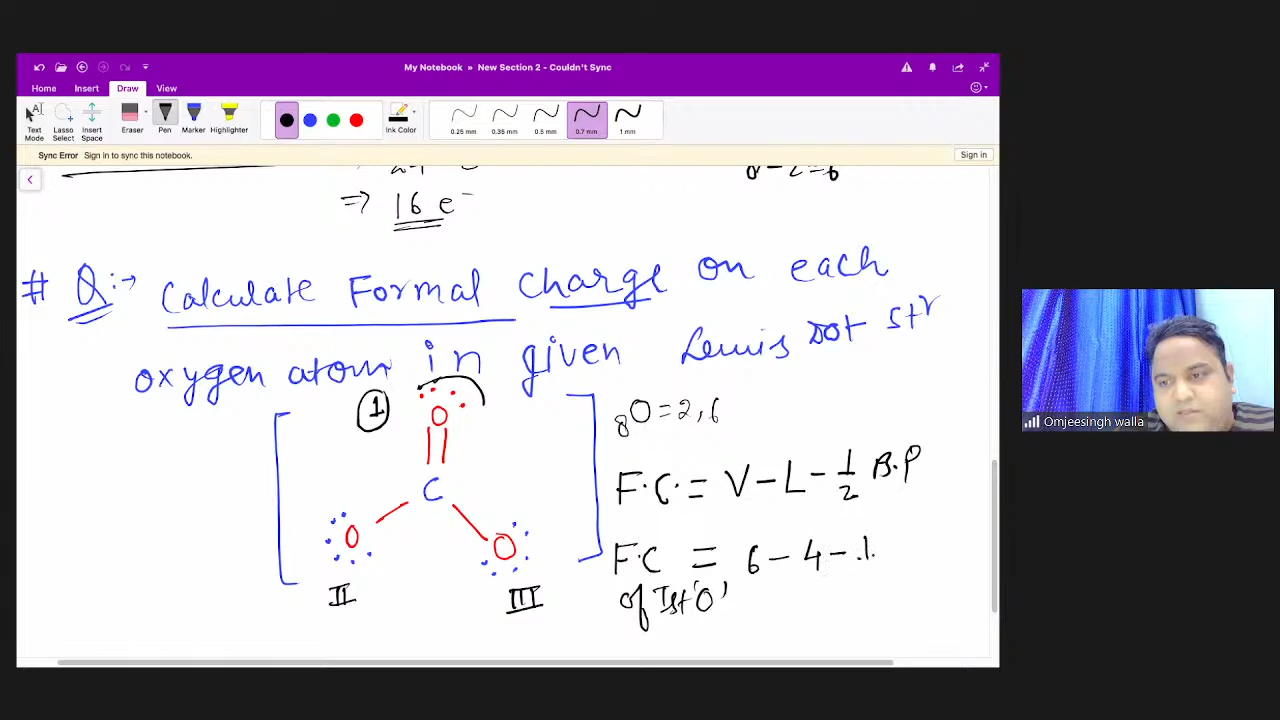 My Notebook » New Section 2 - Couldn't Sync
Home Insert Draw View
Text Mode
Lasso Select
Insert Space
Eraser
Pen
Marker
Highlighter
Ink Color
0.25 mm
0.35 mm
0.5 mm
0.7 mm
1 mm
Sync Error Sign in to sync this notebook.
Sign in
8 - 2 = 6
⇒ 16 e⁻
# Q:→ Calculate Formal Charge on each
oxygen atom in given Lewis Dot str
1
O
C
O O
II III
₈O = 2, 6
F.C. = V - L - 1/2 B.P
F.C = 6 - 4 - 1
of Ist 'O'
Omjeesingh walla